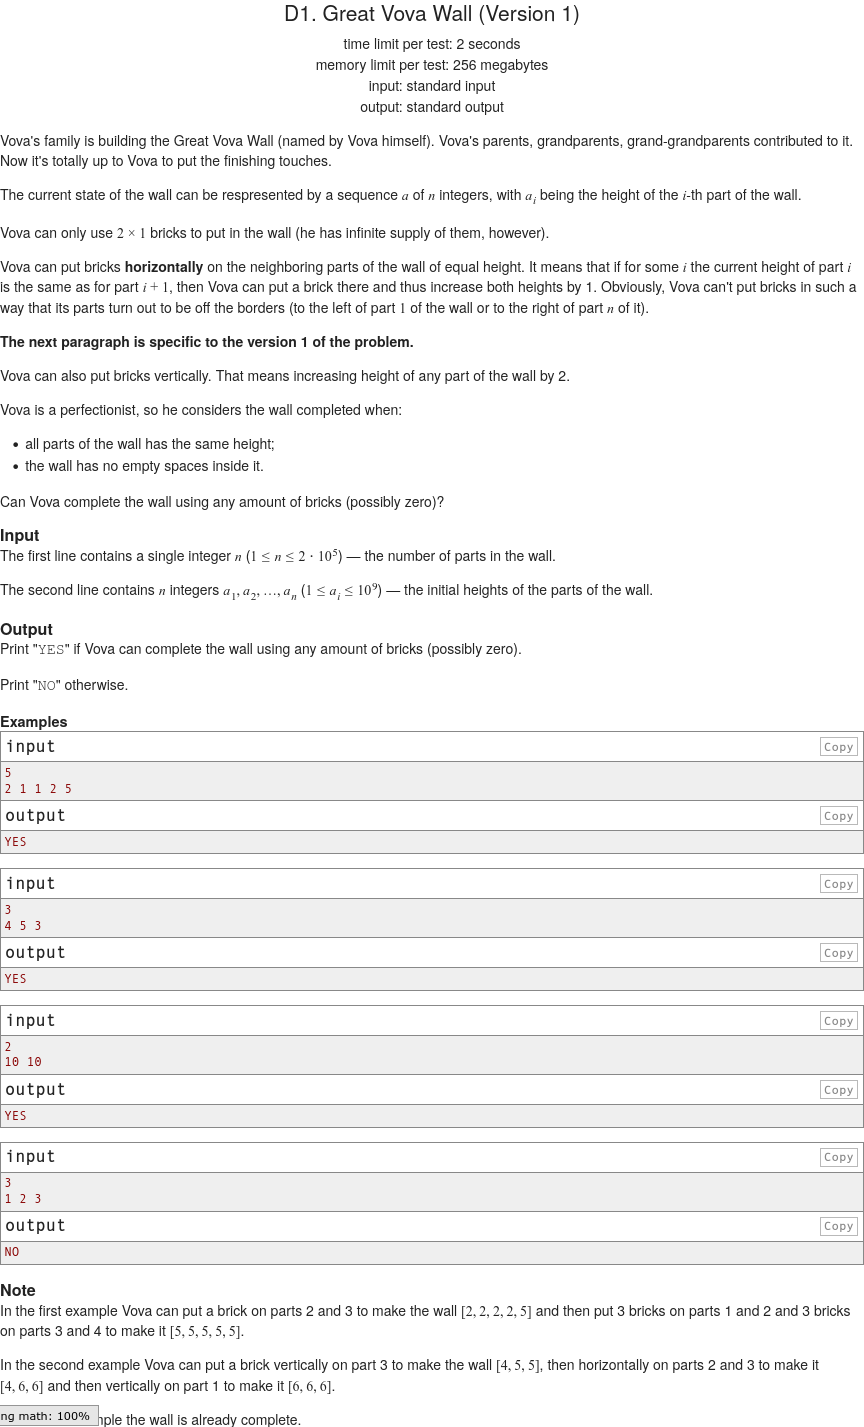 D1. Great Vova Wall (Version 1)
time limit per test: 2 seconds
memory limit per test: 256 megabytes
input: standard input
output: standard output
Vova's family is building the Great Vova Wall (named by Vova himself). Vova's parents, grandparents, grand-grandparents contributed to it.
Now it's totally up to Vova to put the finishing touches.
The current state of the wall can be respresented by a sequence a of n integers, with a_i being the height of the i-th part of the wall.
Vova can only use 2 × 1 bricks to put in the wall (he has infinite supply of them, however).
Vova can put bricks horizontally on the neighboring parts of the wall of equal height. It means that if for some i the current height of part i
is the same as for part i + 1, then Vova can put a brick there and thus increase both heights by 1. Obviously, Vova can't put bricks in such a
way that its parts turn out to be off the borders (to the left of part 1 of the wall or to the right of part n of it).
The next paragraph is specific to the version 1 of the problem.
Vova can also put bricks vertically. That means increasing height of any part of the wall by 2.
Vova is a perfectionist, so he considers the wall completed when:
• all parts of the wall has the same height;
• the wall has no empty spaces inside it.
Can Vova complete the wall using any amount of bricks (possibly zero)?
Input
The first line contains a single integer n (1 ≤ n ≤ 2 · 10^5) — the number of parts in the wall.
The second line contains n integers a_1, a_2, …, a_n (1 ≤ a_i ≤ 10^9) — the initial heights of the parts of the wall.
Output
Print "YES" if Vova can complete the wall using any amount of bricks (possibly zero).
Print "NO" otherwise.
Examples
input Copy
5
2 1 1 2 5
output Copy
YES
input Copy
3
4 5 3
output Copy
YES
input Copy
2
10 10
output Copy
YES
input Copy
3
1 2 3
output Copy
NO
Note
In the first example Vova can put a brick on parts 2 and 3 to make the wall [2, 2, 2, 2, 5] and then put 3 bricks on parts 1 and 2 and 3 bricks
on parts 3 and 4 to make it [5, 5, 5, 5, 5].
In the second example Vova can put a brick vertically on part 3 to make the wall [4, 5, 5], then horizontally on parts 2 and 3 to make it
[4, 6, 6] and then vertically on part 1 to make it [6, 6, 6].
ng math: 100% mple the wall is already complete.